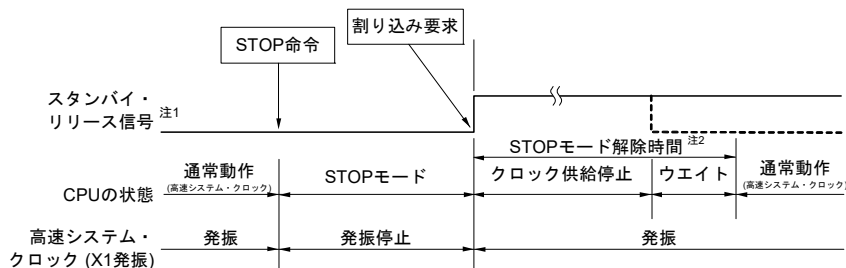 STOP命令
割り込み要求
スタンバイ・
リリース信号 注1
STOPモード解除時間 注2
CPUの状態
通常動作
(高速システム・クロック)
STOPモード
クロック供給停止
ウエイト
通常動作
(高速システム・クロック)
高速システム・
クロック (X1発振)
発振
発振停止
発振